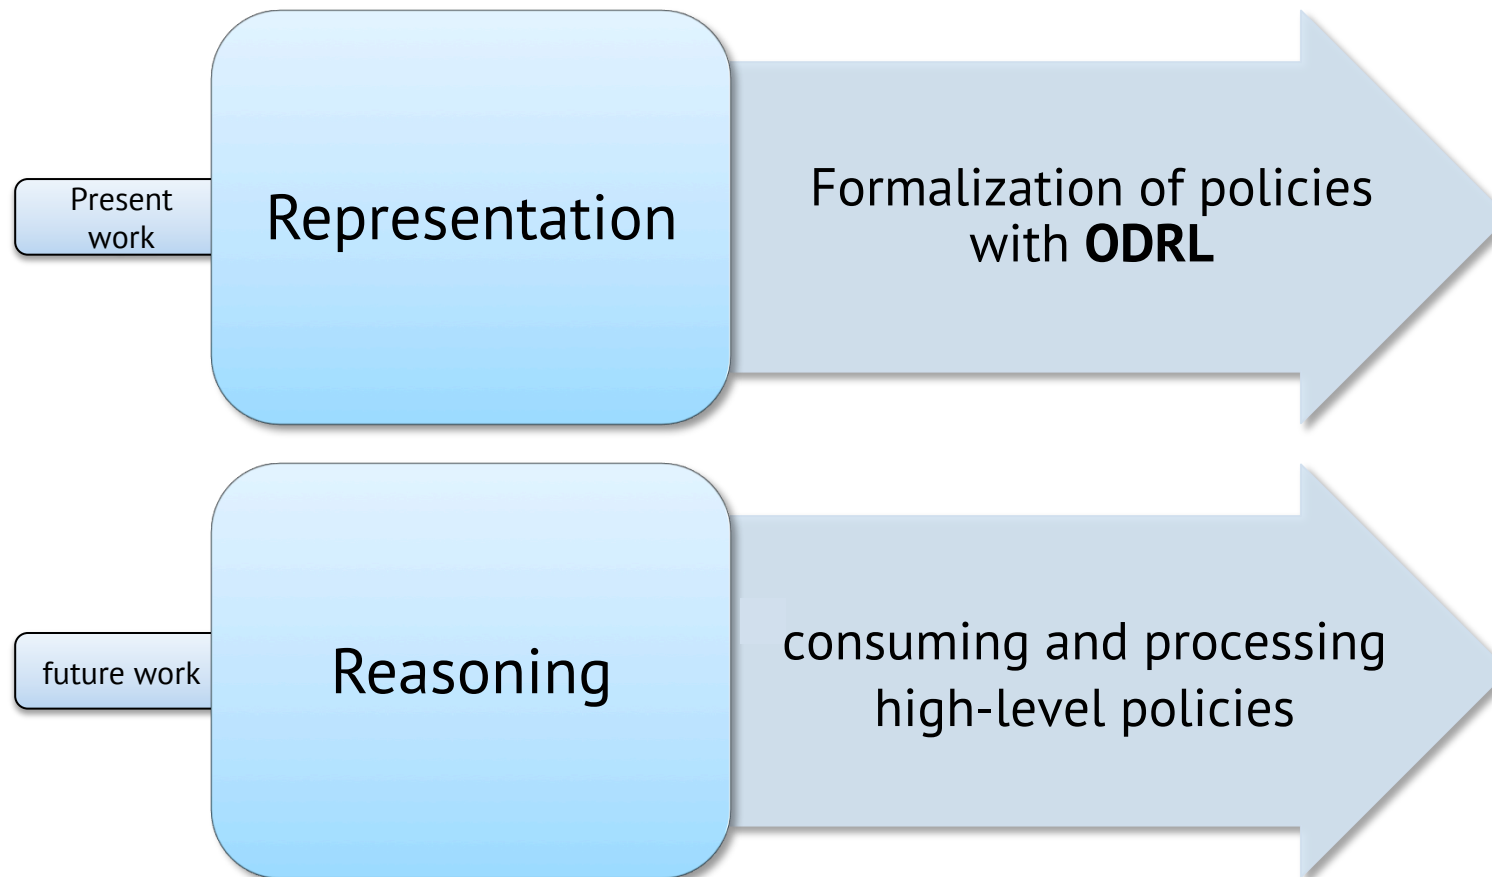 Present
work
Representation
Formalization of policies
with ODRL
future work
Reasoning
consuming and processing
high-level policies